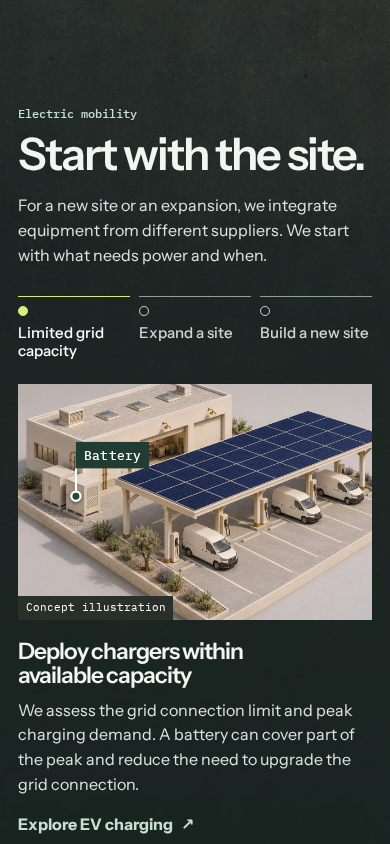 Electric mobility
Start with the site.
For a new site or an expansion, we integrate
equipment from different suppliers. We start
with what needs power and when.
Limited grid
capacity
Expand a site
Build a new site
Battery
Concept illustration
Deploy chargers within
available capacity
We assess the grid connection limit and peak
charging demand. A battery can cover part of
the peak and reduce the need to upgrade the
grid connection.
Explore EV charging ↗